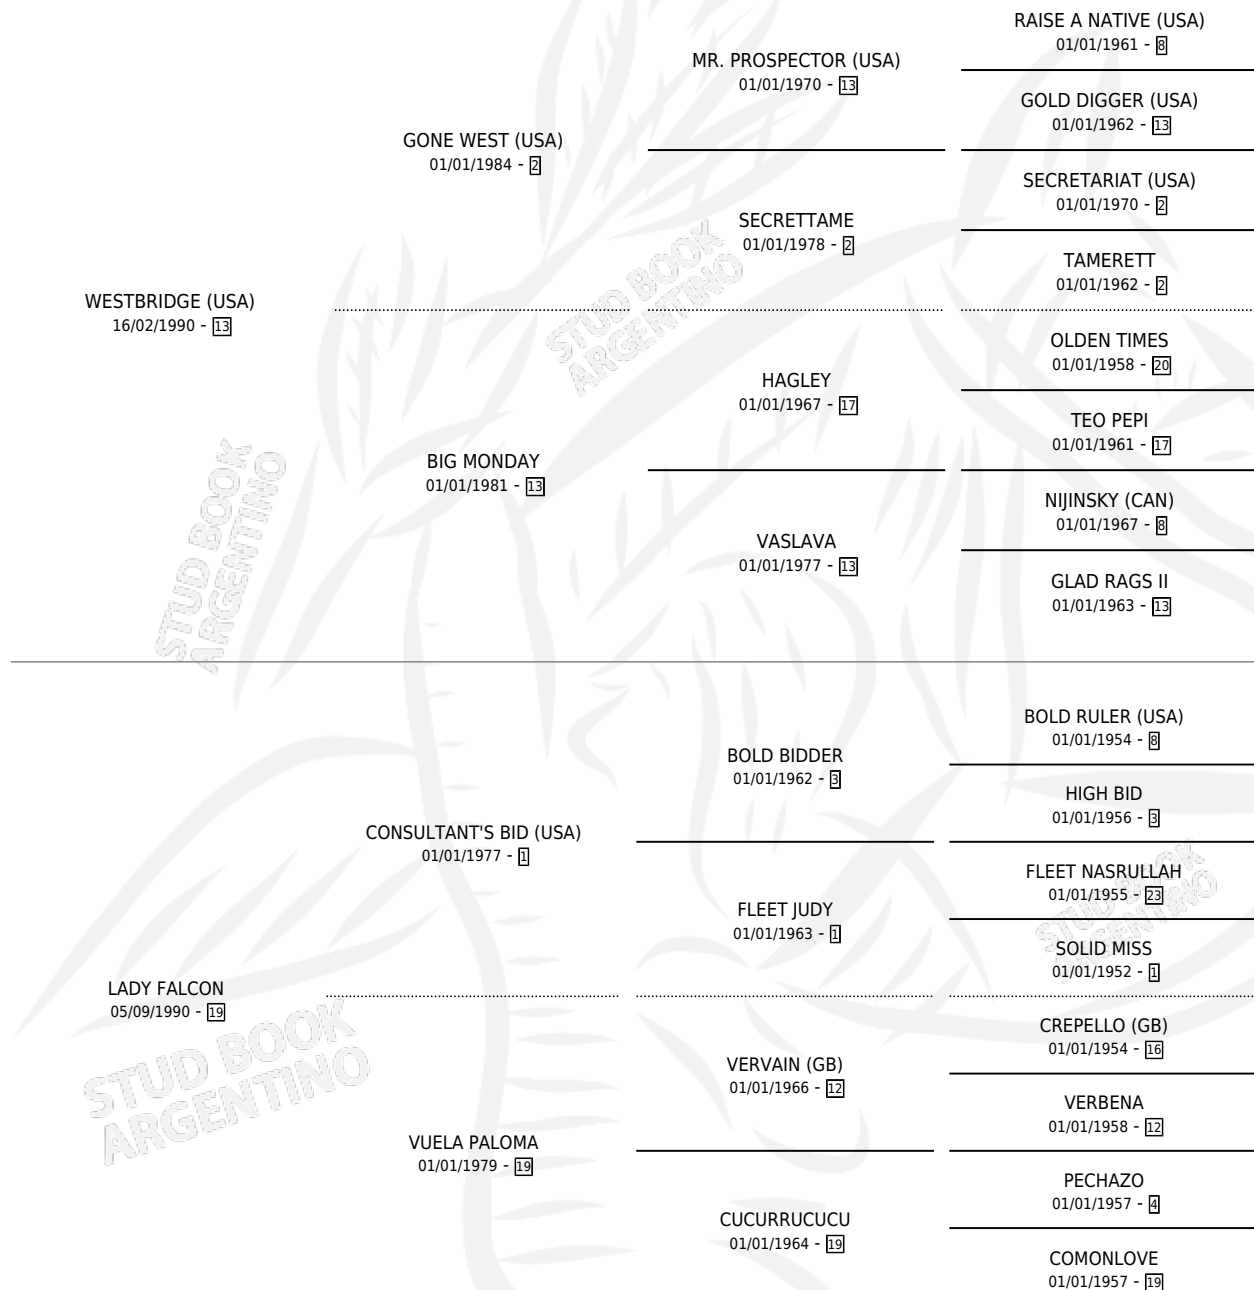 RAISE A NATIVE (USA)
01/01/1961 - 8
MR. PROSPECTOR (USA)
01/01/1970 - 13
GOLD DIGGER (USA)
01/01/1962 - 13
GONE WEST (USA)
01/01/1984 - 2
SECRETARIAT (USA)
01/01/1970 - 2
SECRETTAME
01/01/1978 - 2
TAMERETT
01/01/1962 - 2
WESTBRIDGE (USA)
16/02/1990 - 13
OLDEN TIMES
01/01/1958 - 20
HAGLEY
01/01/1967 - 17
TEO PEPI
01/01/1961 - 17
BIG MONDAY
01/01/1981 - 13
NIJINSKY (CAN)
01/01/1967 - 8
VASLAVA
01/01/1977 - 13
GLAD RAGS II
01/01/1963 - 13
BOLD RULER (USA)
01/01/1954 - 8
BOLD BIDDER
01/01/1962 - 3
HIGH BID
01/01/1956 - 3
CONSULTANT'S BID (USA)
01/01/1977 - 1
FLEET NASRULLAH
01/01/1955 - 23
FLEET JUDY
01/01/1963 - 1
SOLID MISS
01/01/1952 - 1
LADY FALCON
05/09/1990 - 19
CREPELLO (GB)
01/01/1954 - 16
VERVAIN (GB)
01/01/1966 - 12
VERBENA
01/01/1958 - 12
VUELA PALOMA
01/01/1979 - 19
PECHAZO
01/01/1957 - 4
CUCURRUCUCU
01/01/1964 - 19
COMONLOVE
01/01/1957 - 19
STUD BOOK
ARGENTINO
STUD BOOK
ARGENTINO
STUD BOOK
ARGENTINO
STUD BOOK
ARGENTINO